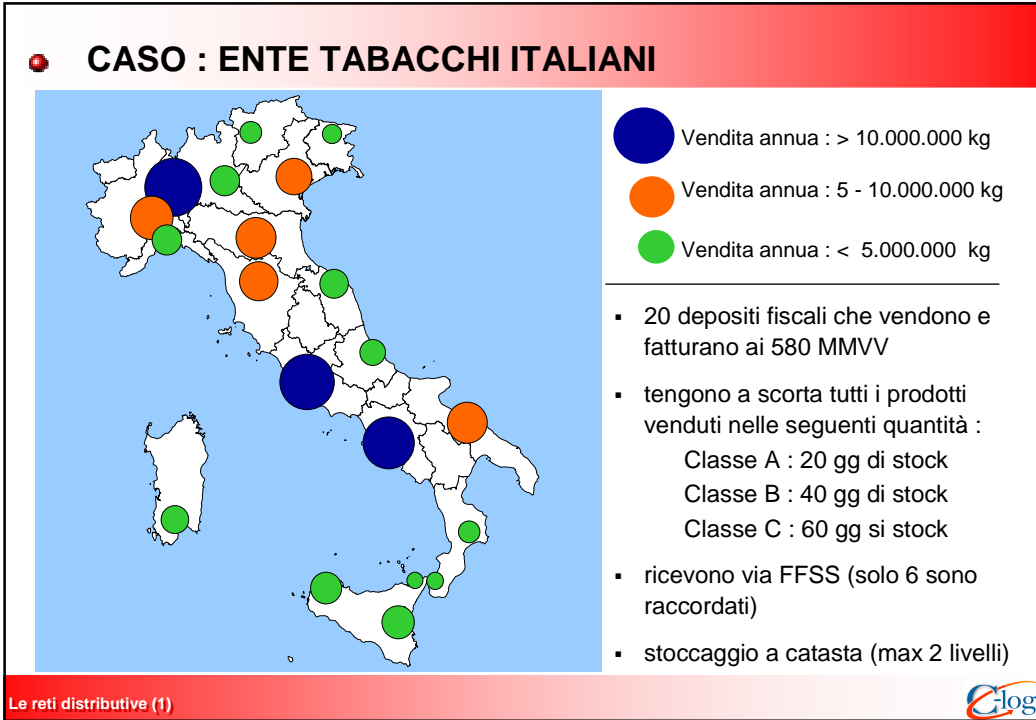 CASO : ENTE TABACCHI ITALIANI
Vendita annua : > 10.000.000 kg
Vendita annua : 5 - 10.000.000 kg
Vendita annua : < 5.000.000 kg
▪ 20 depositi fiscali che vendono e
fatturano ai 580 MMVV
▪ tengono a scorta tutti i prodotti
venduti nelle seguenti quantità :
Classe A : 20 gg di stock
Classe B : 40 gg di stock
Classe C : 60 gg si stock
▪ ricevono via FFSS (solo 6 sono
raccordati)
▪ stoccaggio a catasta (max 2 livelli)
Le reti distributive (1)
C-log